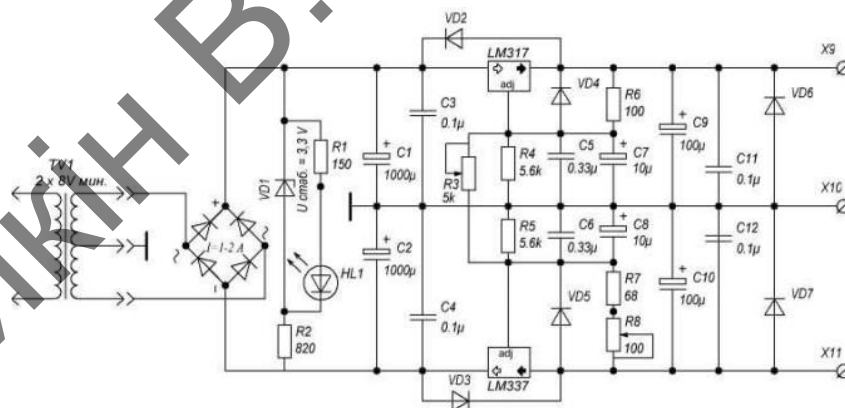 VD2
LM317
X9
adj
VD4
R6
100
VD6
C3
0.1µ
C9
100µ
TV1
2 x 8V мин.
VD1
U стаб. = 3,3 V
R1
150
C1
1000µ
R3
5k
R4
5.6k
C5
0.33µ
C7
10µ
C11
0.1µ
X10
+
~
I=1-2 A
~
-
HL1
C2
1000µ
R5
5.6k
C6
0.33µ
C8
10µ
C12
0.1µ
R2
820
C4
0.1µ
VD5
R7
68
C10
100µ
VD7
R8
100
adj
X11
VD3
LM337